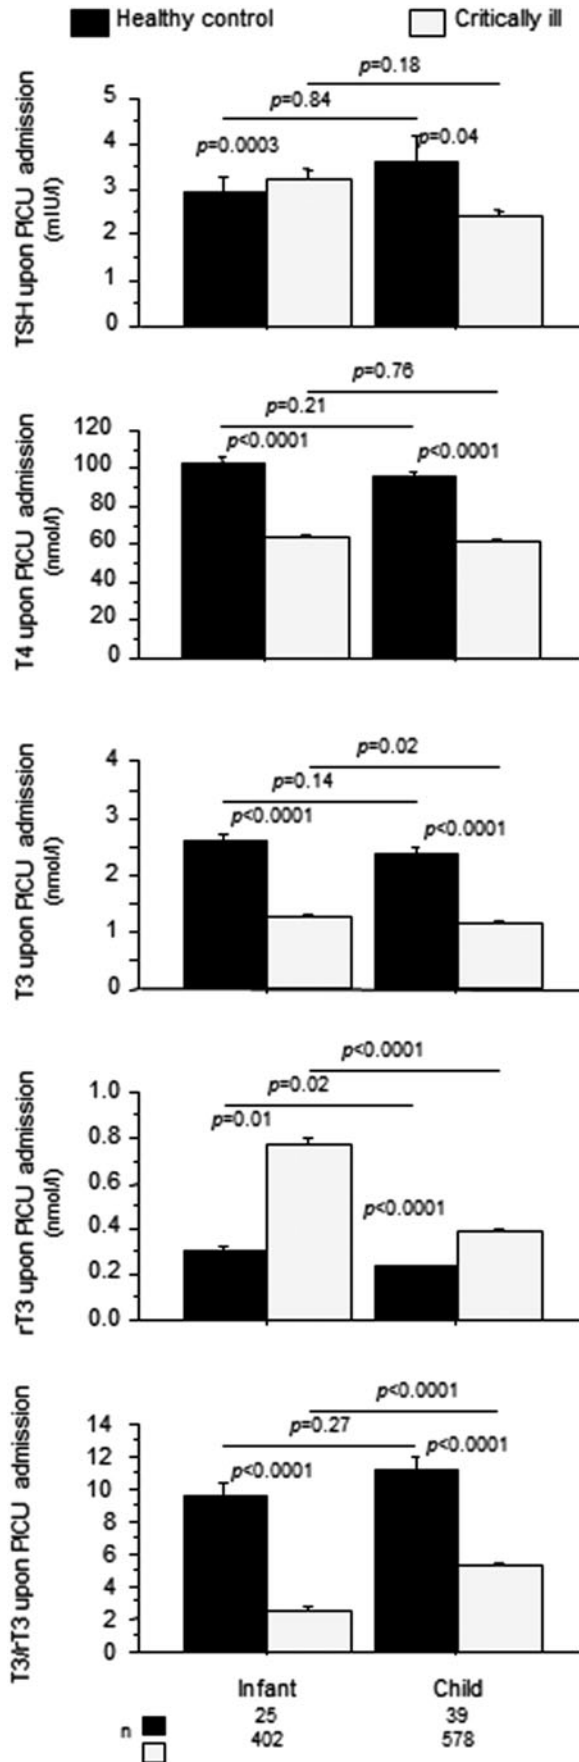 Healthy control
Critically ill
TSH upon PICU admission
(mIU/l)
5
4
3
2
1
0
p=0.18
p=0.84
p=0.0003
p=0.04
T4 upon PICU admission
(nmol/l)
120
100
80
60
40
20
0
p=0.76
p=0.21
p<0.0001
p<0.0001
T3 upon PICU admission
(nmol/l)
4
3
2
1
0
p=0.02
p=0.14
p<0.0001
p<0.0001
rT3 upon PICU admission
(nmol/l)
1.0
0.8
0.6
0.4
0.2
0.0
p<0.0001
p=0.02
p=0.01
p<0.0001
T3/rT3 upon PICU admission
14
12
10
8
6
4
2
0
p<0.0001
p=0.27
p<0.0001
p<0.0001
Infant
Child
n
25
39
402
578